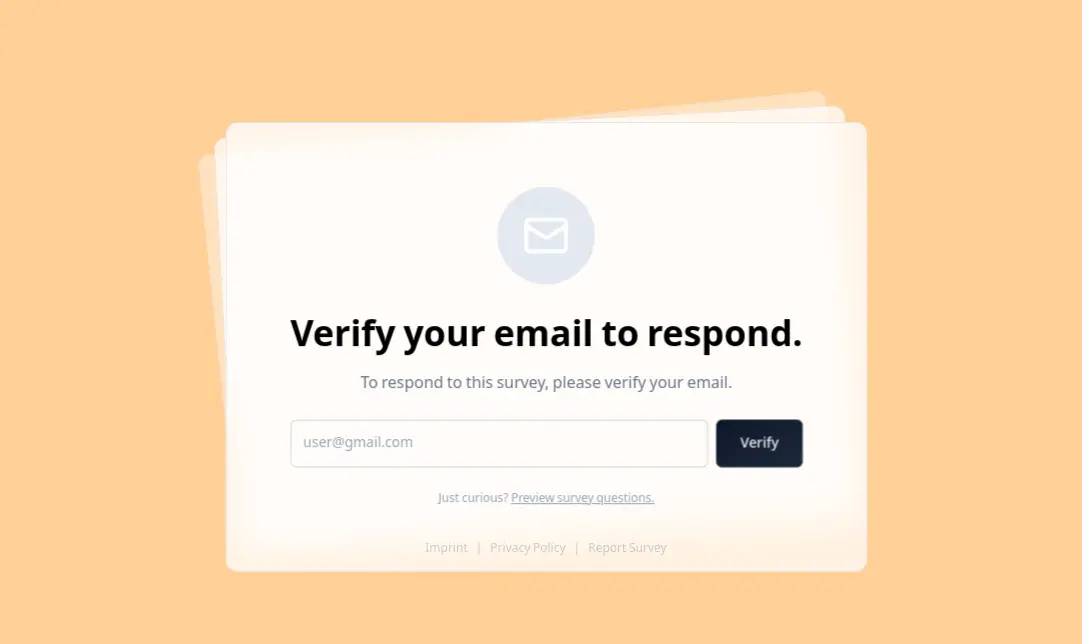 Verify your email to respond.
To respond to this survey, please verify your email.
user@gmail.com
Verify
Just curious? Preview survey questions.
Imprint | Privacy Policy | Report Survey